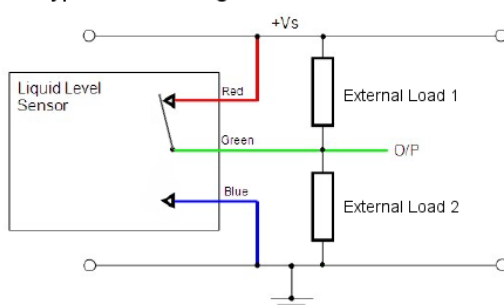 +Vs
Liquid Level
Sensor
Red
External Load 1
Green
O/P
Blue
External Load 2